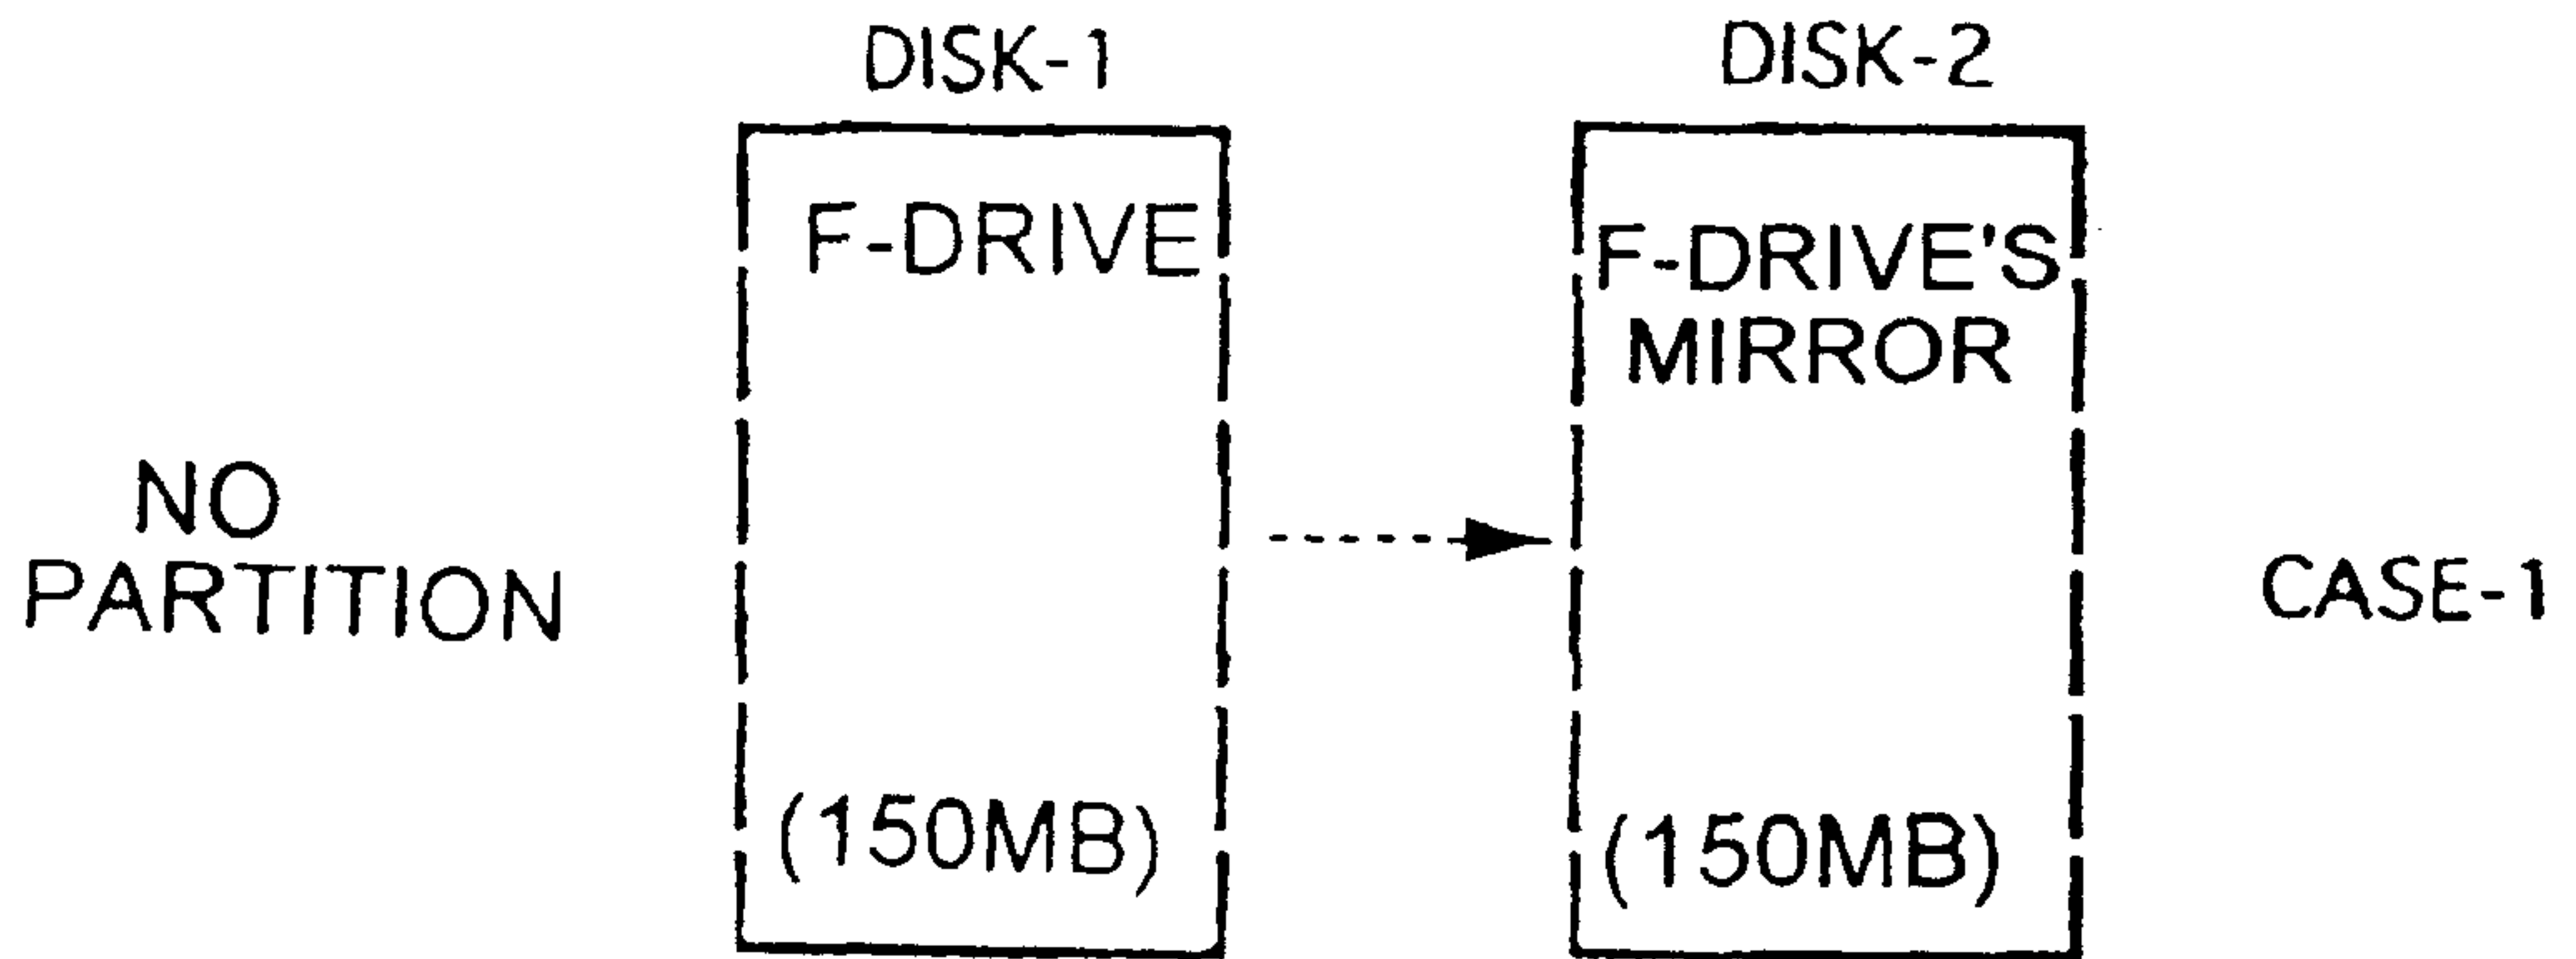 DISK-1
DISK-2
F-DRIVE
F-DRIVE'S
MIRROR
NO
PARTITION
CASE-1
(150MB)
(150MB)